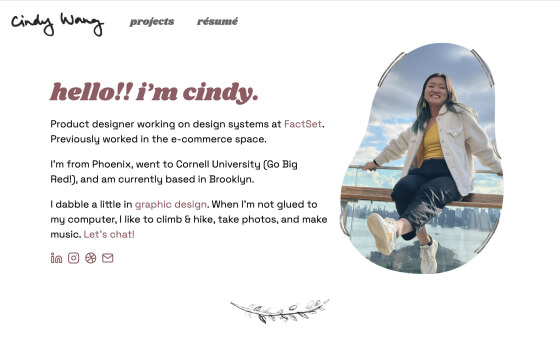 Cindy Wang
projects
résumé
hello!! i'm cindy.
Product designer working on design systems at FactSet.
Previously worked in the e-commerce space.
I'm from Phoenix, went to Cornell University (Go Big
Red!), and am currently based in Brooklyn.
I dabble a little in graphic design. When I'm not glued to
my computer, I like to climb & hike, take photos, and make
music. Let's chat!